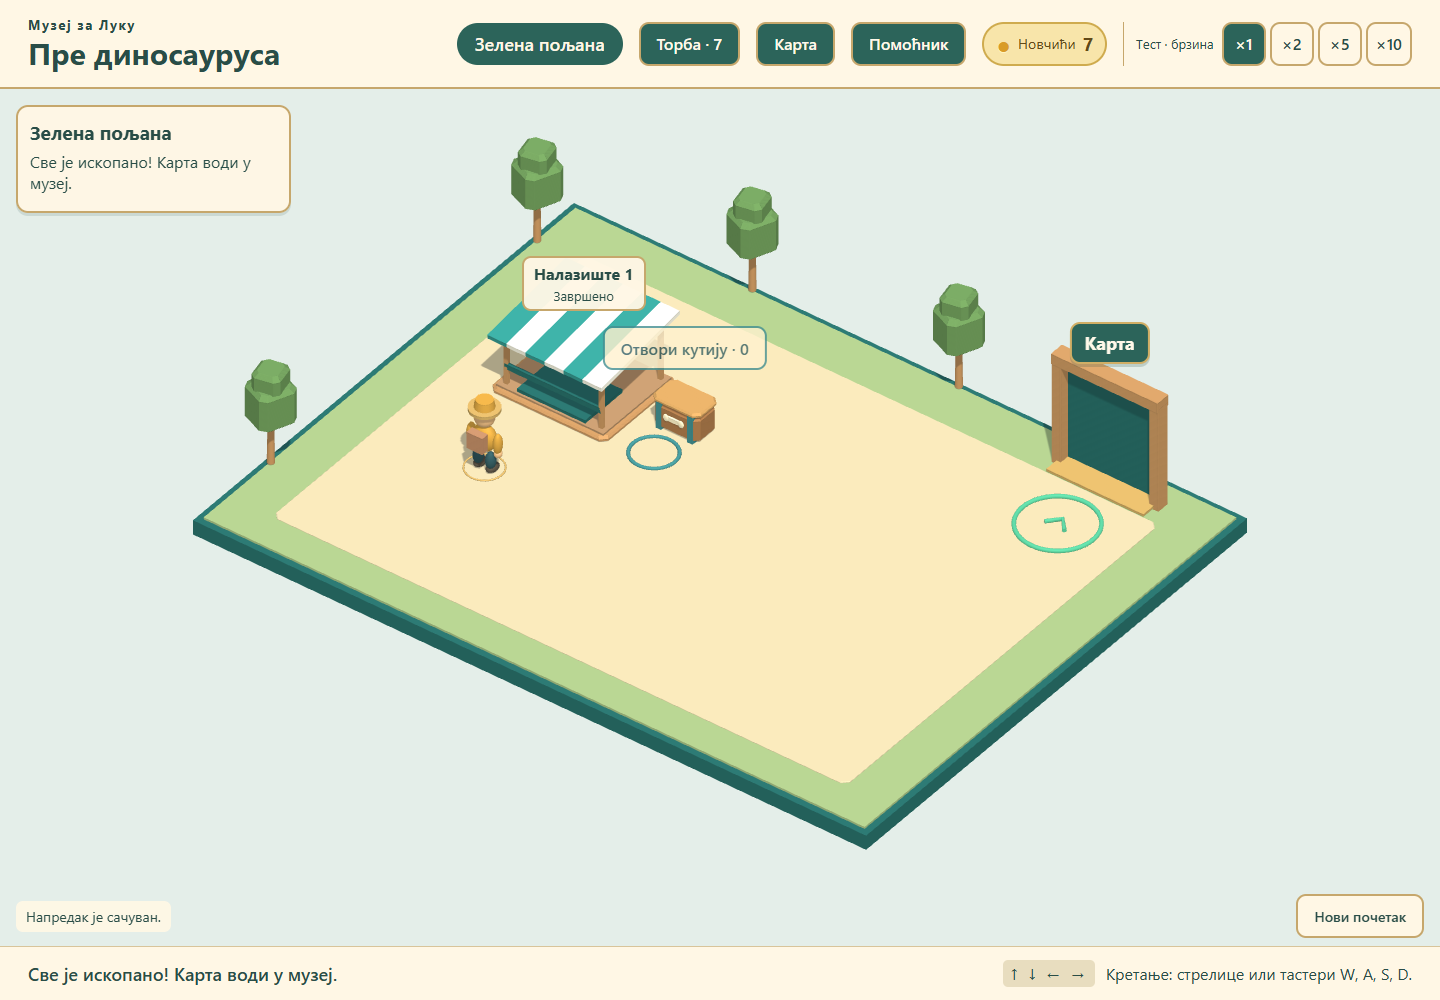 Музеј за Луку
Пре диносауруса
Зелена пољана
Торба · 7
Карта
Помоћник
Новчићи 7
Тест · брзина
×1
×2
×5
×10
Зелена пољана
Све је ископано! Карта води у
музеј.
Налазиште 1
Завршено
Отвори кутију · 0
Карта
Напредак је сачуван.
Нови почетак
Све је ископано! Карта води у музеј.
↑ ↓ ← → Кретање: стрелице или тастери W, A, S, D.